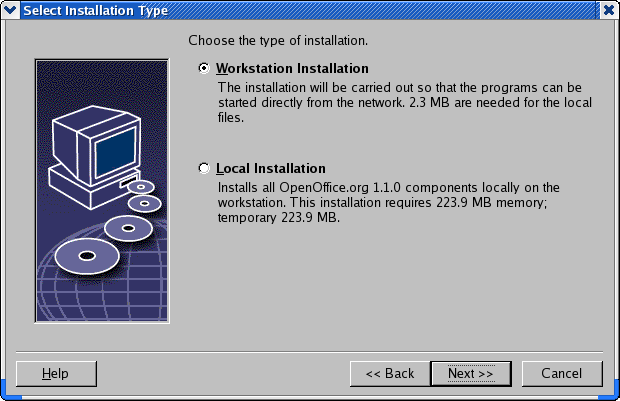 Select Installation Type
Choose the type of installation.
Workstation Installation
The installation will be carried out so that the programs can be
started directly from the network. 2.3 MB are needed for the local
files.
Local Installation
Installs all OpenOffice.org 1.1.0 components locally on the
workstation. This installation requires 223.9 MB memory;
temporary 223.9 MB.
Help
<< Back
Next >>
Cancel